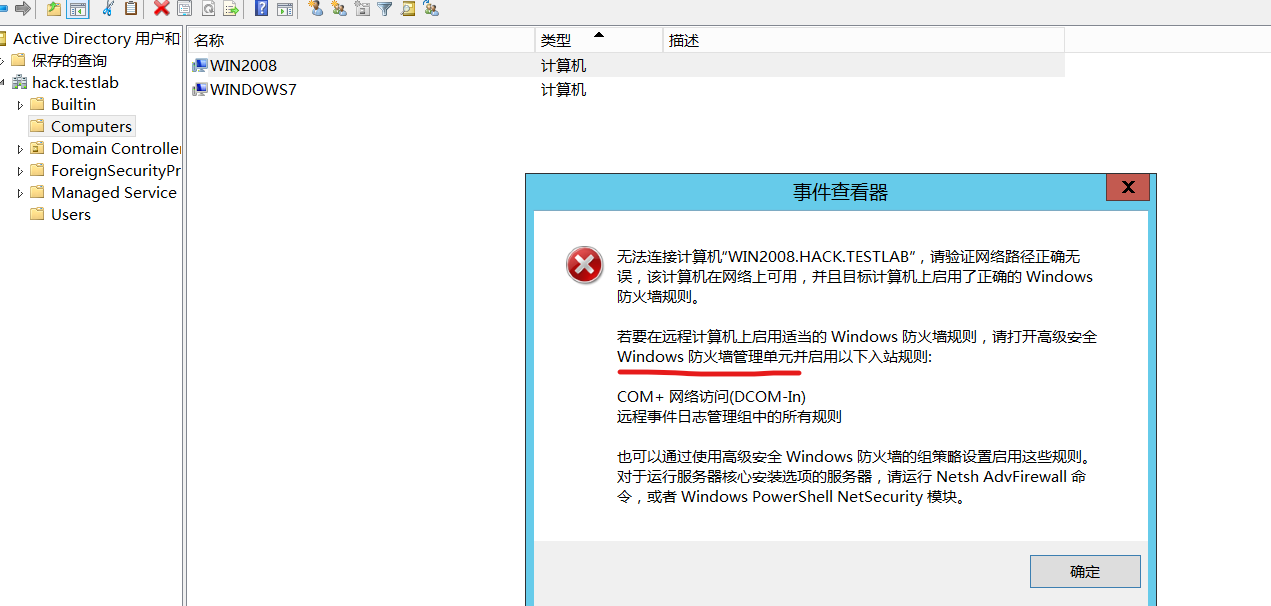 Active Directory 用户和
保存的查询
hack.testlab
Builtin
Computers
Domain Controlle
ForeignSecurityPr
Managed Service
Users
名称 类型 描述
WIN2008 计算机
WINDOWS7 计算机
事件查看器
无法连接计算机“WIN2008.HACK.TESTLAB”，请验证网络路径正确无
误，该计算机在网络上可用，并且目标计算机上启用了正确的 Windows
防火墙规则。
若要在远程计算机上启用适当的 Windows 防火墙规则，请打开高级安全
Windows 防火墙管理单元并启用以下入站规则:
COM+ 网络访问(DCOM-In)
远程事件日志管理组中的所有规则
也可以通过使用高级安全 Windows 防火墙的组策略设置启用这些规则。
对于运行服务器核心安装选项的服务器，请运行 Netsh AdvFirewall 命
令，或者 Windows PowerShell NetSecurity 模块。
确定